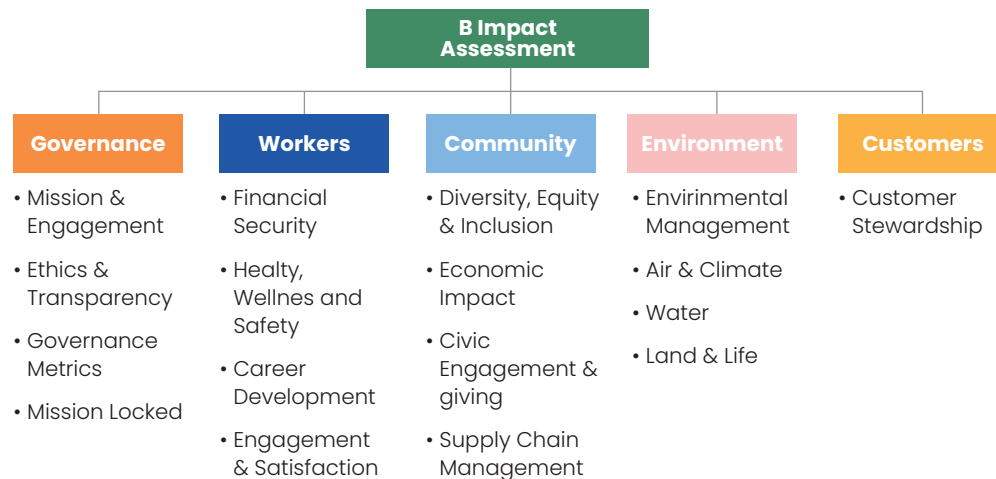 B Impact
Assessment
Governance
Workers
Community
Environment
Customers
• Mission &
Engagement
• Ethics &
Transparency
• Governance
Metrics
• Mission Locked
• Financial
Security
• Healty,
Wellnes and
Safety
• Career
Development
• Engagement
& Satisfaction
• Diversity, Equity
& Inclusion
• Economic
Impact
• Civic
Engagement &
giving
• Supply Chain
Management
• Envirinmental
Management
• Air & Climate
• Water
• Land & Life
• Customer
Stewardship